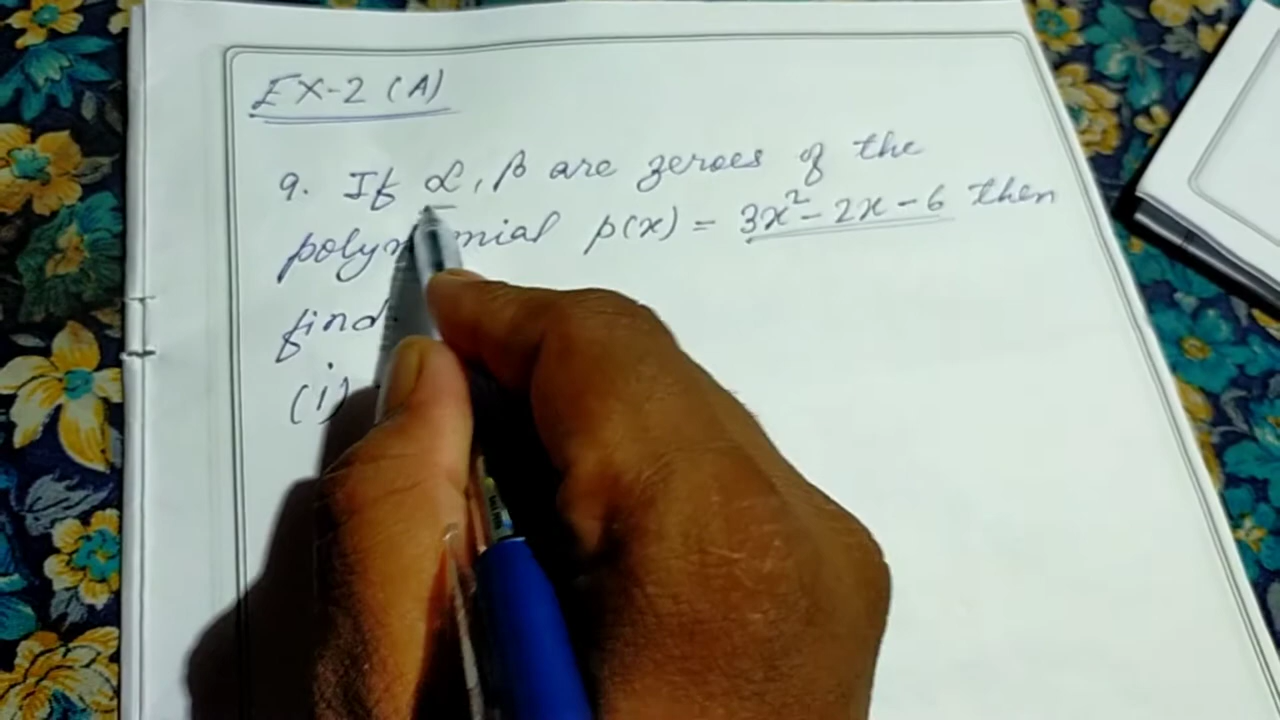 EX-2 (A)
9. If α, β are zeroes of the
polynomial p(x) = 3x² - 2x - 6 then
find
(i)